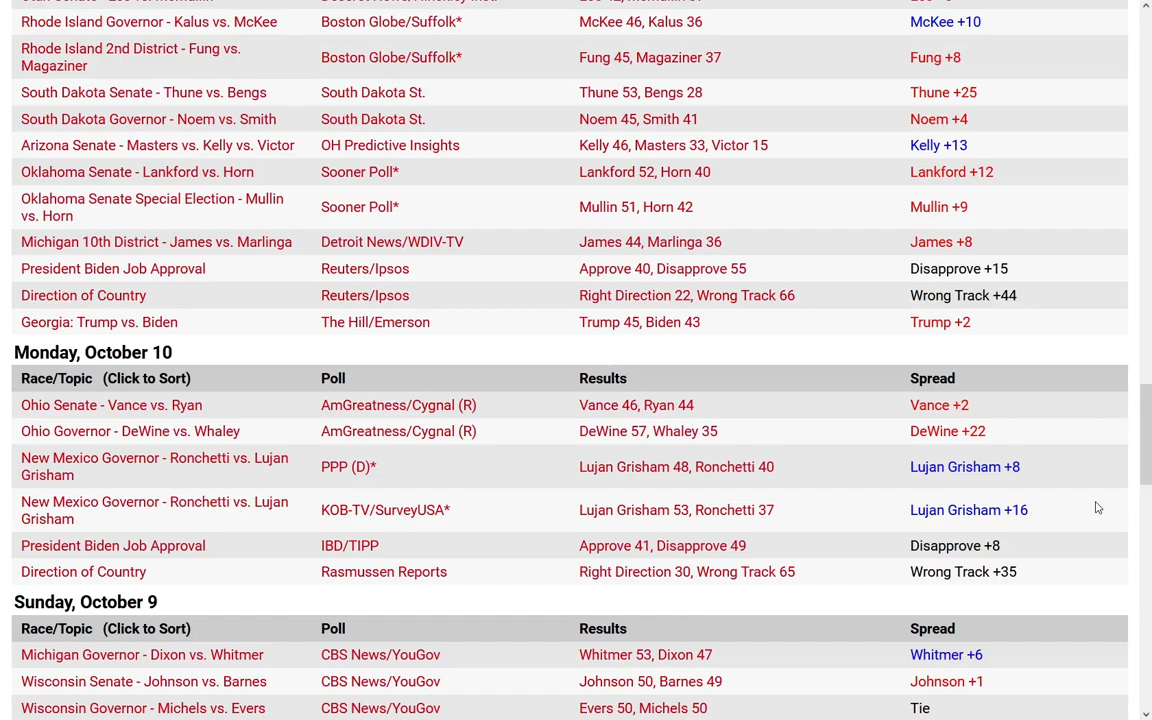 Rhode Island Governor - Kalus vs. McKee Boston Globe/Suffolk* McKee 46, Kalus 36 McKee +10
Rhode Island 2nd District - Fung vs. Magaziner Boston Globe/Suffolk* Fung 45, Magaziner 37 Fung +8
South Dakota Senate - Thune vs. Bengs South Dakota St. Thune 53, Bengs 28 Thune +25
South Dakota Governor - Noem vs. Smith South Dakota St. Noem 45, Smith 41 Noem +4
Arizona Senate - Masters vs. Kelly vs. Victor OH Predictive Insights Kelly 46, Masters 33, Victor 15 Kelly +13
Oklahoma Senate - Lankford vs. Horn Sooner Poll* Lankford 52, Horn 40 Lankford +12
Oklahoma Senate Special Election - Mullin vs. Horn Sooner Poll* Mullin 51, Horn 42 Mullin +9
Michigan 10th District - James vs. Marlinga Detroit News/WDIV-TV James 44, Marlinga 36 James +8
President Biden Job Approval Reuters/Ipsos Approve 40, Disapprove 55 Disapprove +15
Direction of Country Reuters/Ipsos Right Direction 22, Wrong Track 66 Wrong Track +44
Georgia: Trump vs. Biden The Hill/Emerson Trump 45, Biden 43 Trump +2
Monday, October 10
Race/Topic (Click to Sort) Poll Results Spread
Ohio Senate - Vance vs. Ryan AmGreatness/Cygnal (R) Vance 46, Ryan 44 Vance +2
Ohio Governor - DeWine vs. Whaley AmGreatness/Cygnal (R) DeWine 57, Whaley 35 DeWine +22
New Mexico Governor - Ronchetti vs. Lujan Grisham PPP (D)* Lujan Grisham 48, Ronchetti 40 Lujan Grisham +8
New Mexico Governor - Ronchetti vs. Lujan Grisham KOB-TV/SurveyUSA* Lujan Grisham 53, Ronchetti 37 Lujan Grisham +16
President Biden Job Approval IBD/TIPP Approve 41, Disapprove 49 Disapprove +8
Direction of Country Rasmussen Reports Right Direction 30, Wrong Track 65 Wrong Track +35
Sunday, October 9
Race/Topic (Click to Sort) Poll Results Spread
Michigan Governor - Dixon vs. Whitmer CBS News/YouGov Whitmer 53, Dixon 47 Whitmer +6
Wisconsin Senate - Johnson vs. Barnes CBS News/YouGov Johnson 50, Barnes 49 Johnson +1
Wisconsin Governor - Michels vs. Evers CBS News/YouGov Evers 50, Michels 50 Tie